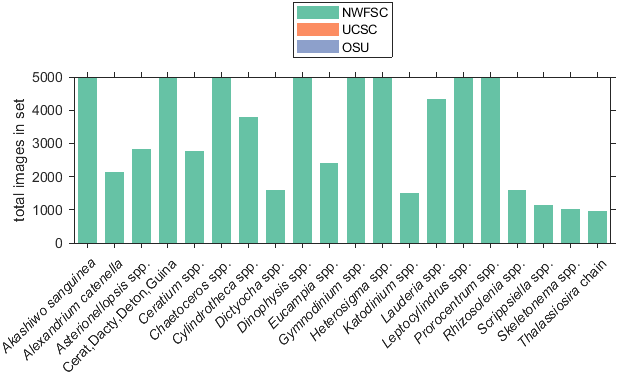 NWFSC
UCSC
OSU
total images in set
5000
4000
3000
2000
1000
0
Akashiwo sanguinea
Alexandrium catenella
Asterionellopsis spp.
Cerat,Dacty,Deton,Guina
Ceratium spp.
Chaetoceros spp.
Cylindrotheca spp.
Dictyocha spp.
Dinophysis spp.
Eucampia spp.
Gymnodinium spp.
Heterosigma spp.
Katodinium spp.
Lauderia spp.
Leptocylindrus spp.
Prorocentrum spp.
Rhizosolenia spp.
Scrippsiella spp.
Skeletonema spp.
Thalassiosira chain